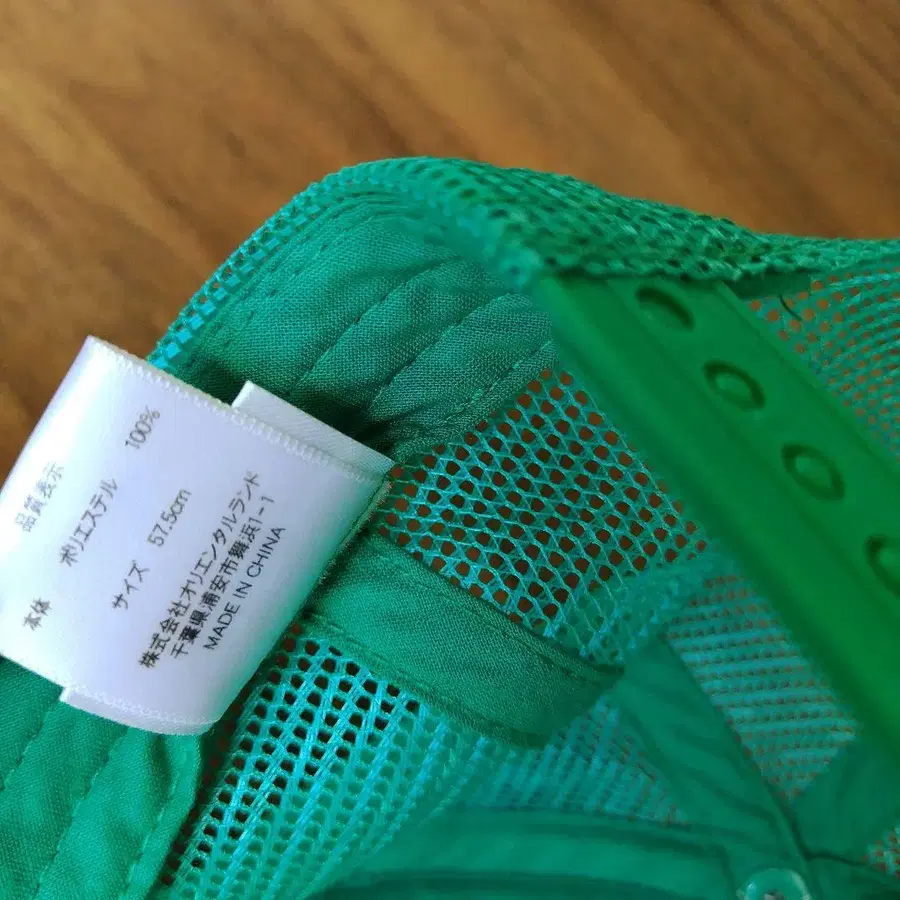 品質表示
本体 ポリエステル 100%
サイズ 57.5cm
株式会社オリエンタルランド
千葉県浦安市舞浜1-1
MADE IN CHINA